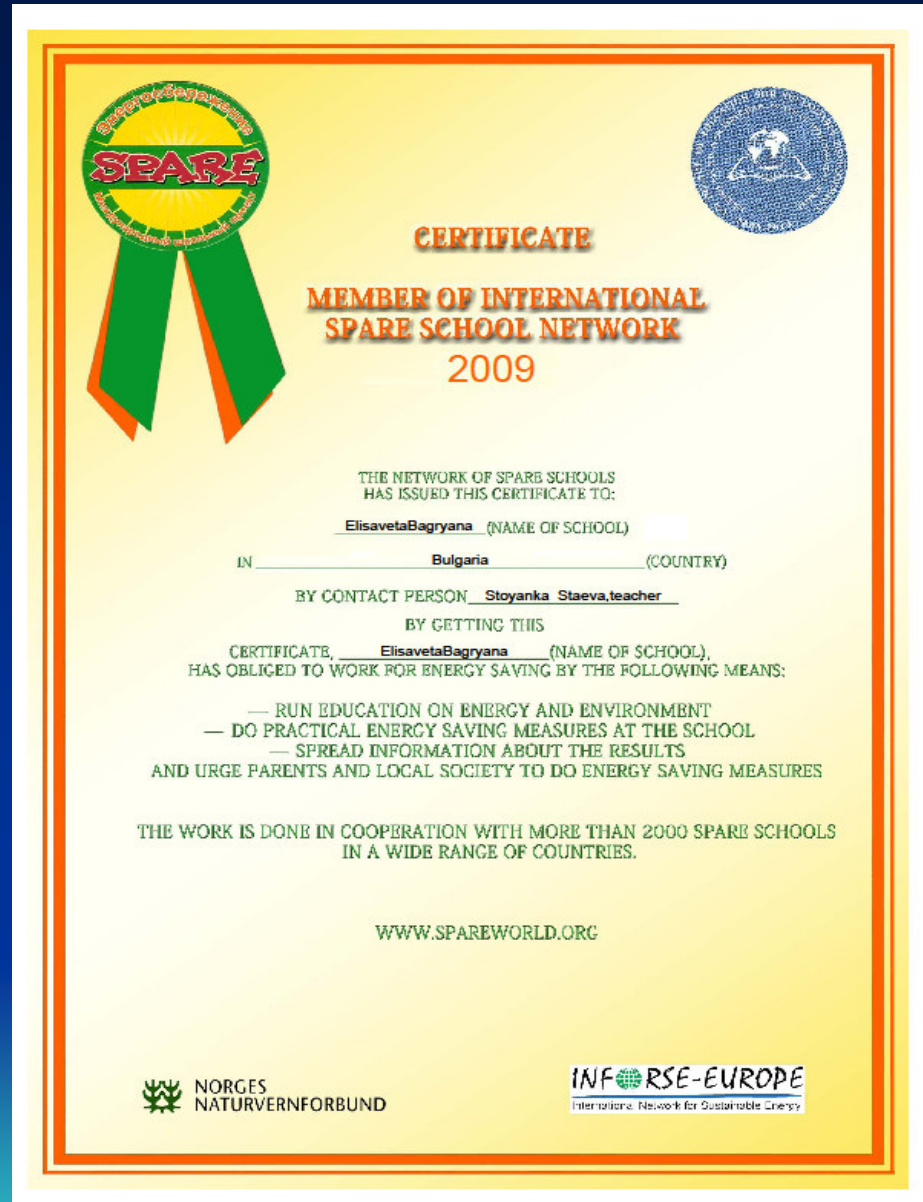 Энергосбережение
SPARE
Международный школьный проект
CERTIFICATE
MEMBER OF INTERNATIONAL
SPARE SCHOOL NETWORK
2009
THE NETWORK OF SPARE SCHOOLS
HAS ISSUED THIS CERTIFICATE TO:
ElisavetaBagryana (NAME OF SCHOOL)
IN Bulgaria (COUNTRY)
BY CONTACT PERSON Stoyanka Staeva,teacher
BY GETTING THIS
CERTIFICATE, ElisavetaBagryana (NAME OF SCHOOL),
HAS OBLIGED TO WORK FOR ENERGY SAVING BY THE FOLLOWING MEANS:
— RUN EDUCATION ON ENERGY AND ENVIRONMENT
— DO PRACTICAL ENERGY SAVING MEASURES AT THE SCHOOL
— SPREAD INFORMATION ABOUT THE RESULTS
AND URGE PARENTS AND LOCAL SOCIETY TO DO ENERGY SAVING MEASURES
THE WORK IS DONE IN COOPERATION WITH MORE THAN 2000 SPARE SCHOOLS
IN A WIDE RANGE OF COUNTRIES.
WWW.SPAREWORLD.ORG
NORGES
NATURVERNFORBUND
INFORSE-EUROPE
International Network for Sustainable Energy